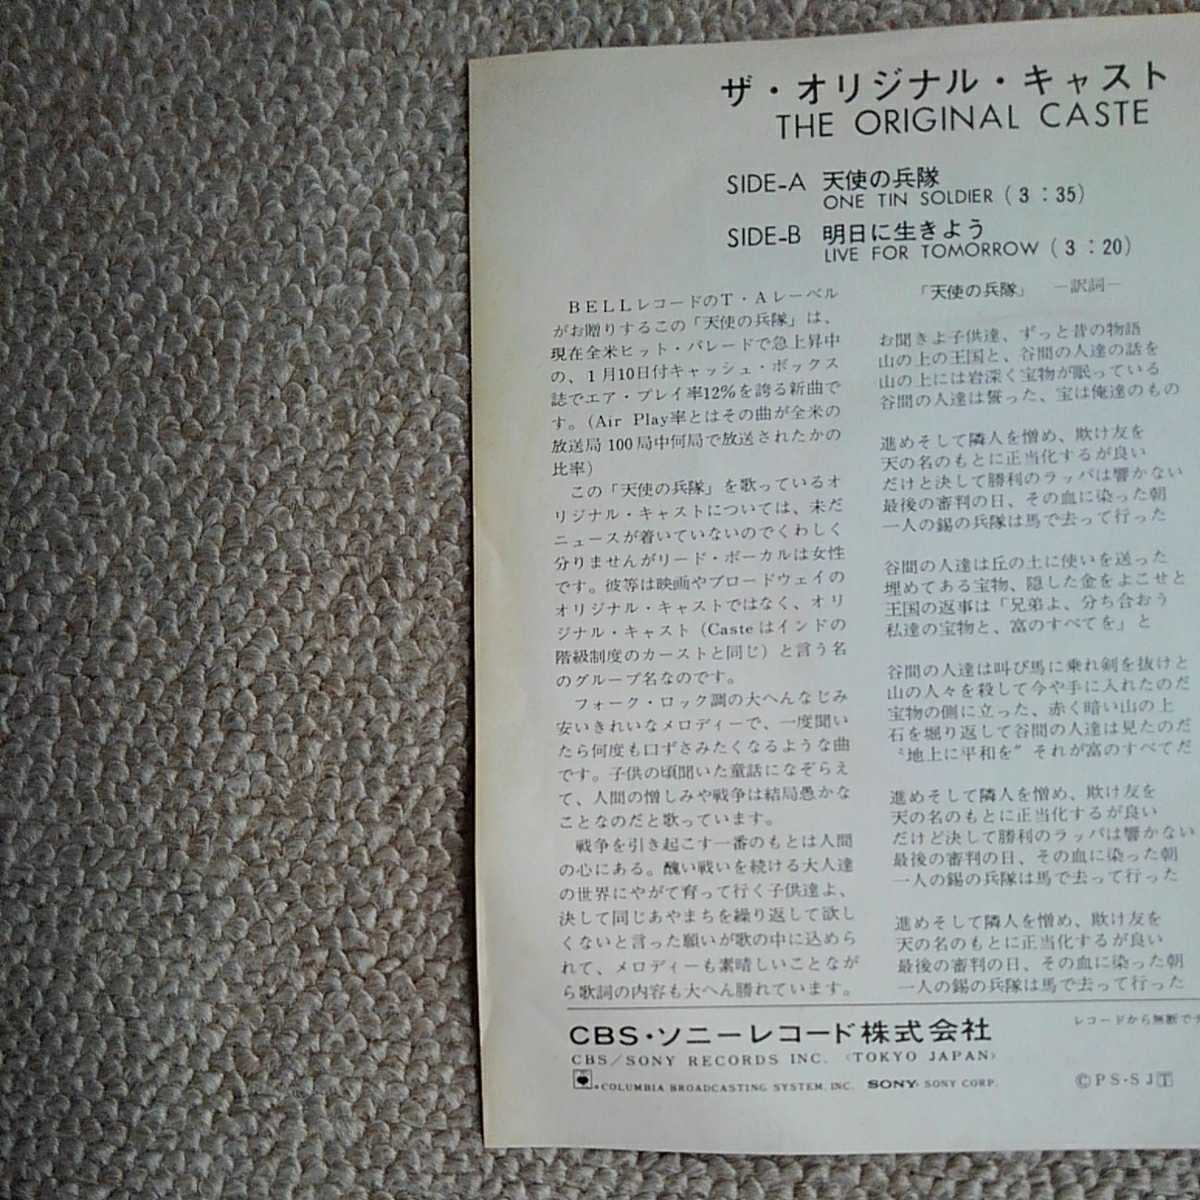 ザ・オリジナル・キャスト
THE ORIGINAL CASTE
SIDE-A 天使の兵隊
ONE TIN SOLDIER (3:35)
SIDE-B 明日に生きよう
LIVE FOR TOMORROW (3:20)
BELLレコードのT・Aレーベル
がお贈りするこの「天使の兵隊」は、
現在全米ヒット・パレードで急上昇中
の、1月10日付キャッシュ・ボックス
誌でエア・プレイ率12%を誇る新曲で
す。(Air Play率とはその曲が全米の
放送局100局中何局で放送されたかの
比率)
この「天使の兵隊」を歌っているオ
リジナル・キャストについては、未だ
ニュースが着いていないのでくわしく
分りませんがリード・ボーカルは女性
です。彼等は映画やブロードウェイの
オリジナル・キャストではなく、オリ
ジナル・キャスト(Casteはインドの
階級制度のカーストと同じ)と言う名
のグループ名なのです。
フォーク・ロック調の大へんなじみ
安いきれいなメロディーで、一度聞い
たら何度も口ずさみたくなるような曲
です。子供の頃聞いた童話になぞらえ
て、人間の憎しみや戦争は結局愚かな
ことなのだと歌っています。
戦争を引き起こす一番のもとは人間
の心にある。醜い戦いを続ける大人達
の世界にやがて育って行く子供達よ、
決して同じあやまちを繰り返して欲し
くないと言った願いが歌の中に込めら
れて、メロディーも素晴しいことなが
ら歌詞の内容も大へん勝れています。
「天使の兵隊」 —訳詞—
お聞きよ子供達、ずっと昔の物語
山の上の王国と、谷間の人達の話を
山の上には岩深く宝物が眠っている
谷間の人達は誓った、宝は俺達のもの
進めそして隣人を憎め、欺け友を
天の名のもとに正当化するが良い
だけと決して勝利のラッパは響かない
最後の審判の日、その血に染った朝
一人の錫の兵隊は馬で去って行った
谷間の人達は丘の土に使いを送った
埋めてある宝物、隠した金をよこせと
王国の返事は「兄弟よ、分ち合おう
私達の宝物と、富のすべてを」と
谷間の人達は叫び馬に乗れ剣を抜けと
山の人々を殺して今や手に入れたのだ
宝物の側に立った、赤く暗い山の上
石を堀り返して谷間の人達は見たのだ
"地上に平和を"それが富のすべてだ
進めそして隣人を憎め、欺け友を
天の名のもとに正当化するが良い
だけど決して勝利のラッパは響かない
最後の審判の日、その血に染った朝
一人の錫の兵隊は馬で去って行った
進めそして隣人を憎め、欺け友を
天の名のもとに正当化するが良い
最後の審判の日、その血に染った朝
一人の錫の兵隊は馬で去って行った
CBS・ソニーレコード株式会社
レコードから無断でテ
CBS/SONY RECORDS INC. (TOKYO JAPAN)
COLUMBIA BROADCASTING SYSTEM, INC. SONY・SONY CORP.
©PS・SJT